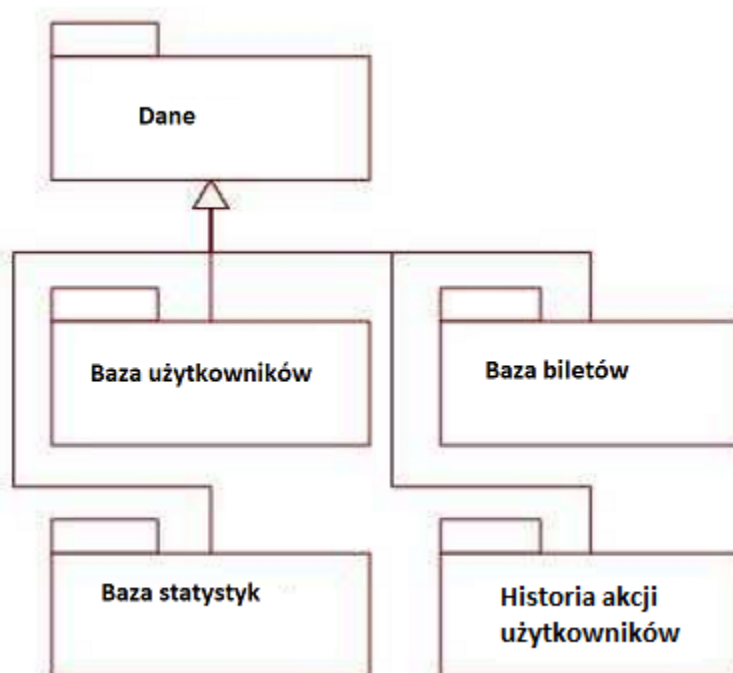 Dane
Baza użytkowników
Baza biletów
Baza statystyk
Historia akcji
użytkowników